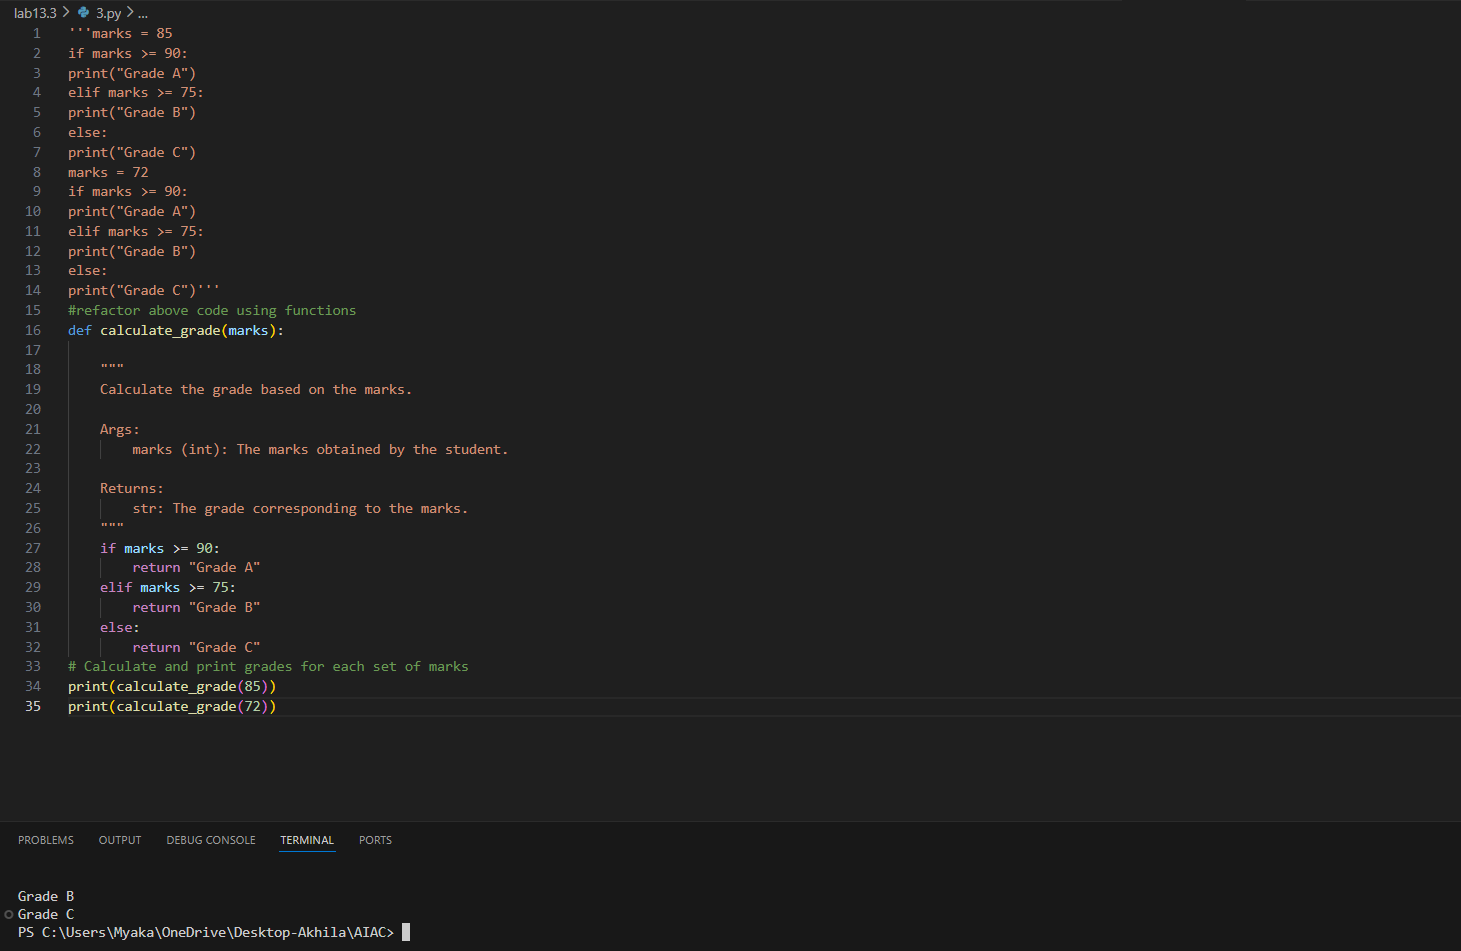 lab13.3 > 3.py > ...
1 '''marks = 85
2 if marks >= 90:
3 print("Grade A")
4 elif marks >= 75:
5 print("Grade B")
6 else:
7 print("Grade C")
8 marks = 72
9 if marks >= 90:
10 print("Grade A")
11 elif marks >= 75:
12 print("Grade B")
13 else:
14 print("Grade C")'''
15 #refactor above code using functions
16 def calculate_grade(marks):
17
18     """
19     Calculate the grade based on the marks.
20
21     Args:
22         marks (int): The marks obtained by the student.
23
24     Returns:
25         str: The grade corresponding to the marks.
26     """
27     if marks >= 90:
28         return "Grade A"
29     elif marks >= 75:
30         return "Grade B"
31     else:
32         return "Grade C"
33 # Calculate and print grades for each set of marks
34 print(calculate_grade(85))
35 print(calculate_grade(72))
PROBLEMS OUTPUT DEBUG CONSOLE TERMINAL PORTS
Grade B
Grade C
PS C:\Users\Myaka\OneDrive\Desktop-Akhila\AIAC>